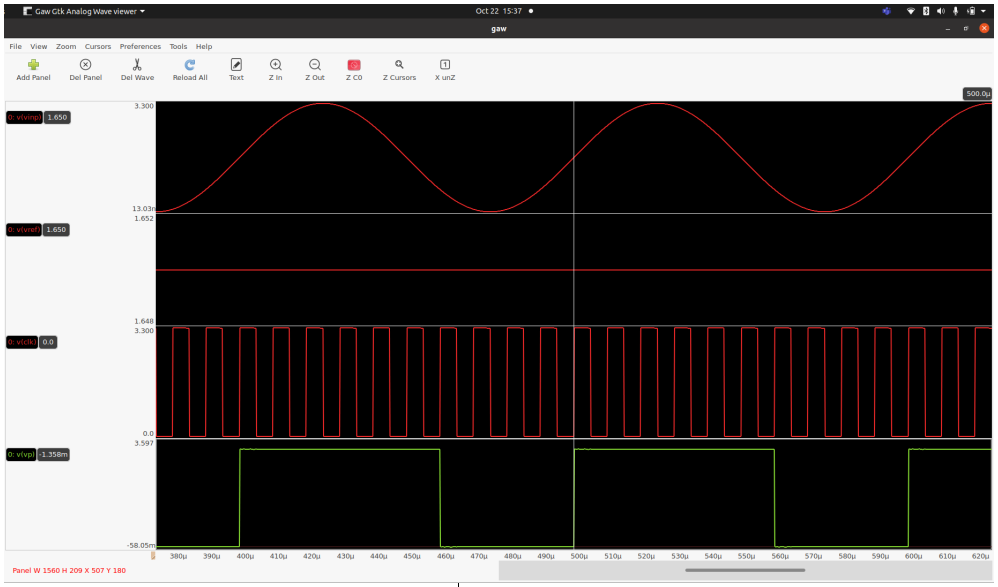 Gaw Gtk Analog Wave viewer
Oct 22 15:37
gaw
File View Zoom Cursors Preferences Tools Help
Add Panel Del Panel Del Wave Reload All Text Z In Z Out Z C0 Z Cursors X unZ
500.0µ
3.300
0: v(vinp) 1.650
13.03n
1.652
0: v(vref) 1.650
1.648
3.300
0: v(clk) 0.0
0.0
3.597
0: v(vp) -1.358m
-58.05m
380µ 390µ 400µ 410µ 420µ 430µ 440µ 450µ 460µ 470µ 480µ 490µ 500µ 510µ 520µ 530µ 540µ 550µ 560µ 570µ 580µ 590µ 600µ 610µ 620µ
Panel W 1560 H 209 X 507 Y 180